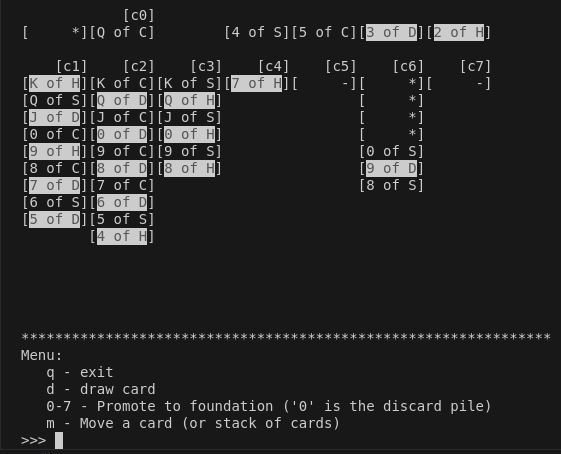 [c0]
[     *][Q of C]        [4 of S][5 of C][3 of D][2 of H]
[c1]    [c2]    [c3]    [c4]    [c5]    [c6]    [c7]
[K of H][K of C][K of S][7 of H][     -][     *][     -]
[Q of S][Q of D][Q of H]                [     *]
[J of D][J of C][J of S]                [     *]
[0 of C][0 of D][0 of H]                [     *]
[9 of H][9 of C][9 of S]                [0 of S]
[8 of C][8 of D][8 of H]                [9 of D]
[7 of D][7 of C]                        [8 of S]
[6 of S][6 of D]
[5 of D][5 of S]
        [4 of H]
***************************************************************
Menu:
   q - exit
   d - draw card
   0-7 - Promote to foundation ('0' is the discard pile)
   m - Move a card (or stack of cards)
>>>